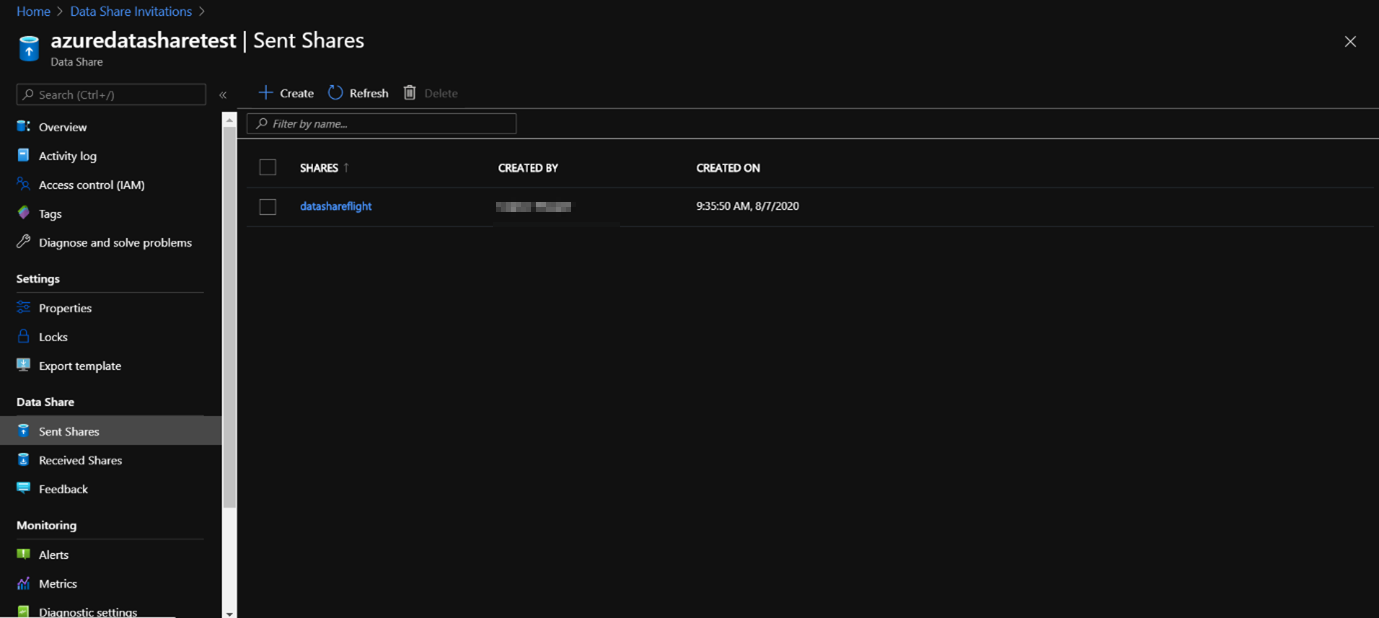 Home > Data Share Invitations >
azuredatasharetest | Sent Shares
Data Share
Search (Ctrl+/)
«
Create Refresh Delete
Overview
Filter by name...
Activity log
SHARES ↑ CREATED BY CREATED ON
Access control (IAM)
datashareflight 9:35:50 AM, 8/7/2020
Tags
Diagnose and solve problems
Settings
Properties
Locks
Export template
Data Share
Sent Shares
Received Shares
Feedback
Monitoring
Alerts
Metrics
Diagnostic settings